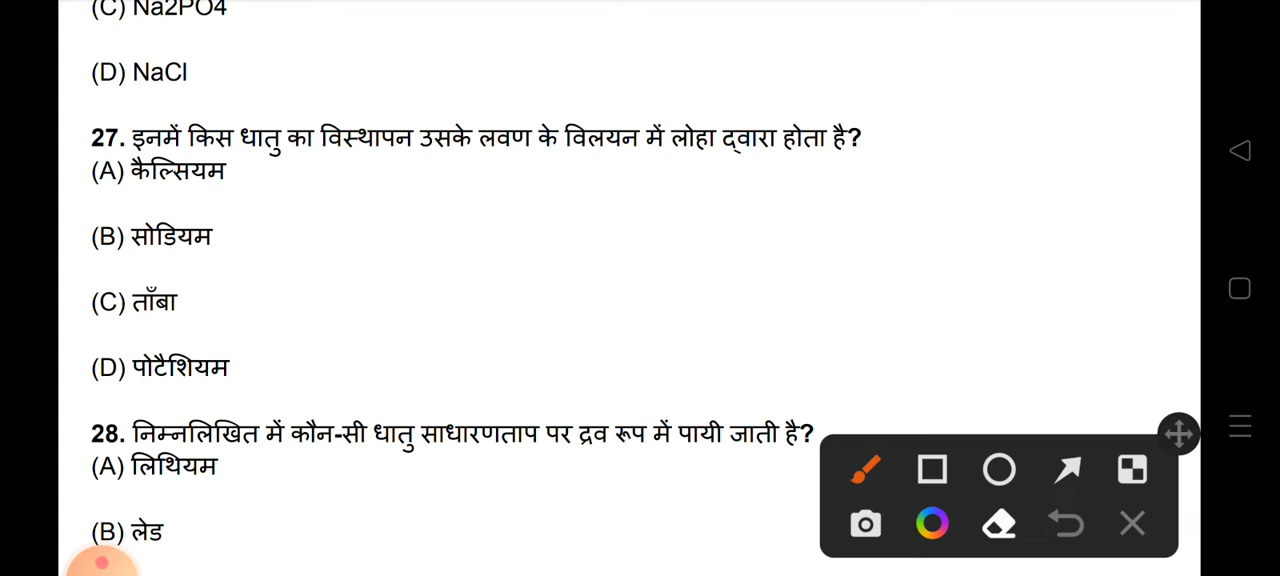 (C) Na2PO4
(D) NaCl
27. इनमें किस धातु का विस्थापन उसके लवण के विलयन में लोहा द्वारा होता है?
(A) कैल्सियम
(B) सोडियम
(C) ताँबा
(D) पोटैशियम
28. निम्नलिखित में कौन-सी धातु साधारणताप पर द्रव रूप में पायी जाती है?
(A) लिथियम
(B) लेड